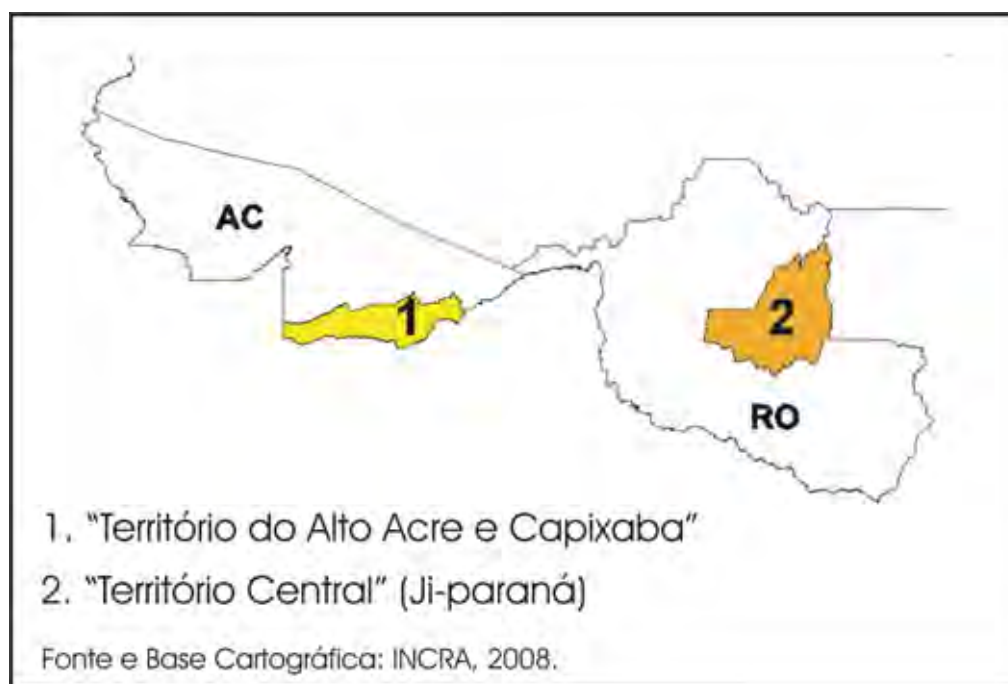 AC
1
2
RO
1. “Território do Alto Acre e Capixaba”
2. “Território Central” (Ji-paraná)
Fonte e Base Cartográfica: INCRA, 2008.